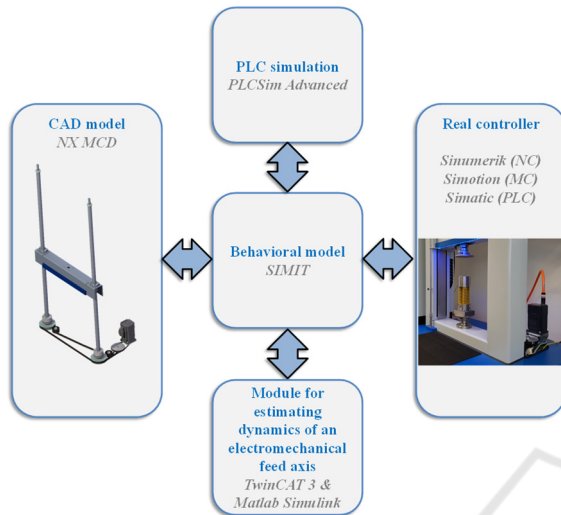 PLC simulation
PLCSim Advanced
CAD model
NX MCD
Real controller
Sinumerik (NC)
Simotion (MC)
Simatic (PLC)
Behavioral model
SIMIT
Module for
estimating
dynamics of an
electromechanical
feed axis
TwinCAT 3 &
Matlab Simulink